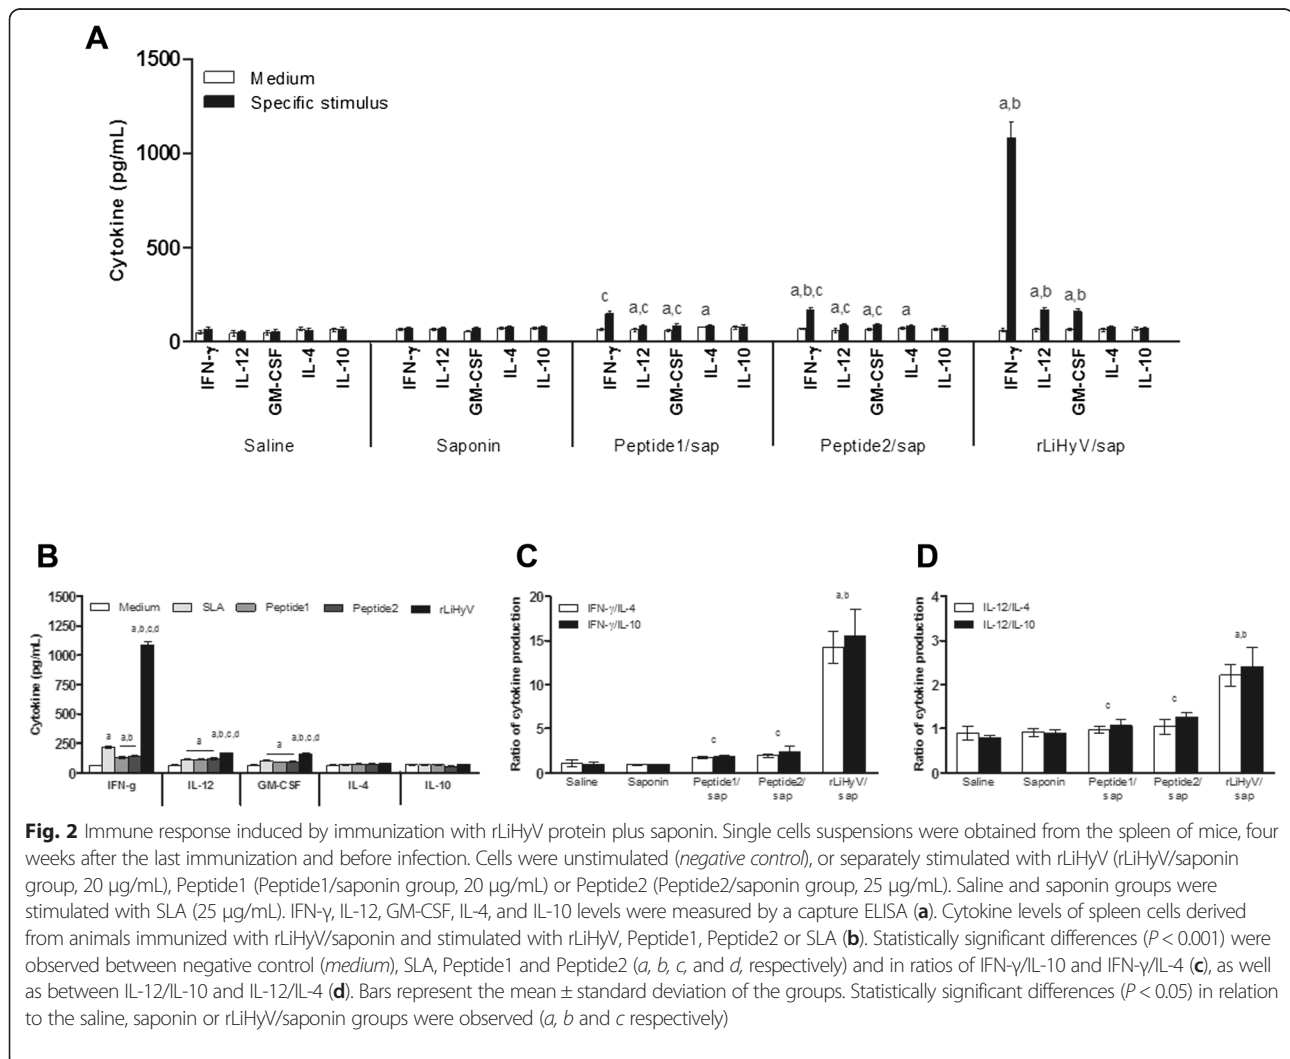 A
1500
1000
500
0
Cytokine (pg/mL)
Medium
Specific stimulus
c
a,c
a,c
a
a,b,c
a,c
a,c
a
a,b
a,b
a,b
IFN-γ
IL-12
GM-CSF
IL-4
IL-10
IFN-γ
IL-12
GM-CSF
IL-4
IL-10
IFN-γ
IL-12
GM-CSF
IL-4
IL-10
IFN-γ
IL-12
GM-CSF
IL-4
IL-10
IFN-γ
IL-12
GM-CSF
IL-4
IL-10
Saline
Saponin
Peptide1/sap
Peptide2/sap
rLiHyV/sap
B
1500
1250
1000
750
500
250
0
Cytokine (pg/mL)
Medium
SLA
Peptide1
Peptide2
rLiHyV
a
a,b
a,b,c,d
a
a,b,c,d
a
a,b,c,d
IFN-g
IL-12
GM-CSF
IL-4
IL-10
C
20
15
10
5
0
Ratio of cytokine production
IFN-γ/IL-4
IFN-γ/IL-10
c
c
a,b
Saline
Saponin
Peptide1/
sap
Peptide2/
sap
rLiHyV/
sap
D
4
3
2
1
0
Ratio of cytokine production
IL-12/IL-4
IL-12/IL-10
c
c
a,b
Saline
Saponin
Peptide1/
sap
Peptide2/
sap
rLiHyV/
sap
Fig. 2 Immune response induced by immunization with rLiHyV protein plus saponin. Single cells suspensions were obtained from the spleen of mice, four
weeks after the last immunization and before infection. Cells were unstimulated (negative control), or separately stimulated with rLiHyV (rLiHyV/saponin
group, 20 μg/mL), Peptide1 (Peptide1/saponin group, 20 μg/mL) or Peptide2 (Peptide2/saponin group, 25 μg/mL). Saline and saponin groups were
stimulated with SLA (25 μg/mL). IFN-γ, IL-12, GM-CSF, IL-4, and IL-10 levels were measured by a capture ELISA (a). Cytokine levels of spleen cells derived
from animals immunized with rLiHyV/saponin and stimulated with rLiHyV, Peptide1, Peptide2 or SLA (b). Statistically significant differences (P < 0.001) were
observed between negative control (medium), SLA, Peptide1 and Peptide2 (a, b, c, and d, respectively) and in ratios of IFN-γ/IL-10 and IFN-γ/IL-4 (c), as well
as between IL-12/IL-10 and IL-12/IL-4 (d). Bars represent the mean ± standard deviation of the groups. Statistically significant differences (P < 0.05) in relation
to the saline, saponin or rLiHyV/saponin groups were observed (a, b and c respectively)